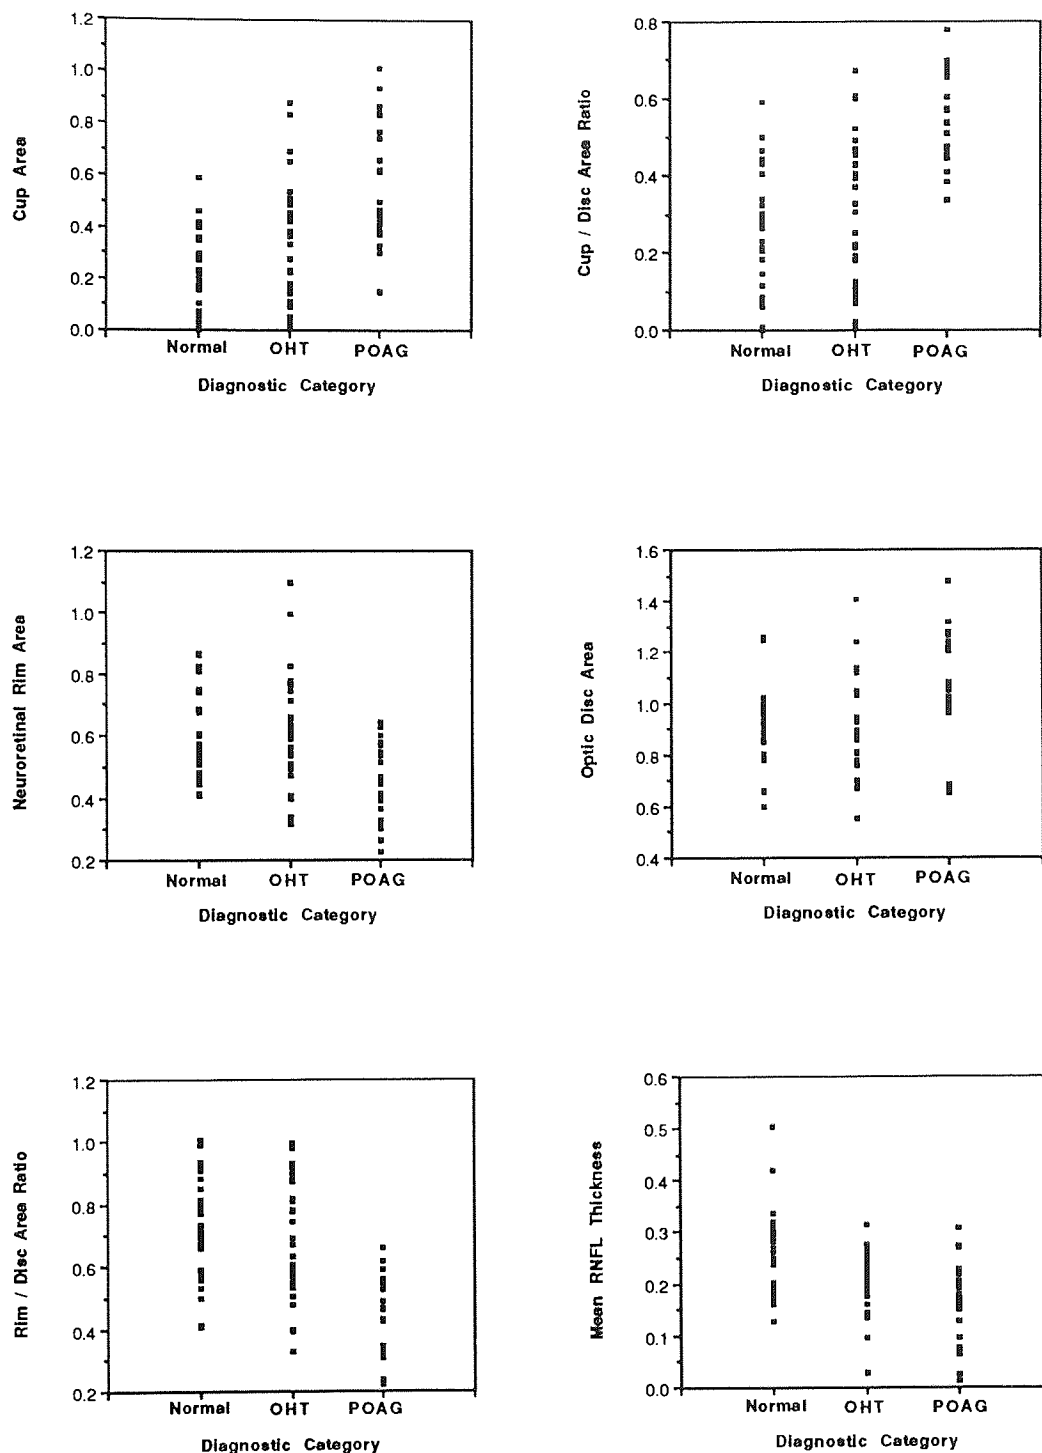 Cup Area
1.2
1.0
0.8
0.6
0.4
0.2
0.0
Normal OHT POAG
Diagnostic Category
Cup / Disc Area Ratio
0.8
0.6
0.4
0.2
0.0
Normal OHT POAG
Diagnostic Category
Neuroretinal Rim Area
1.2
1.0
0.8
0.6
0.4
0.2
Normal OHT POAG
Diagnostic Category
Optic Disc Area
1.6
1.4
1.2
1.0
0.8
0.6
0.4
Normal OHT POAG
Diagnostic Category
Rim / Disc Area Ratio
1.2
1.0
0.8
0.6
0.4
0.2
Normal OHT POAG
Diagnostic Category
Mean RNFL Thickness
0.6
0.5
0.4
0.3
0.2
0.1
0.0
Normal OHT POAG
Diagnostic Category